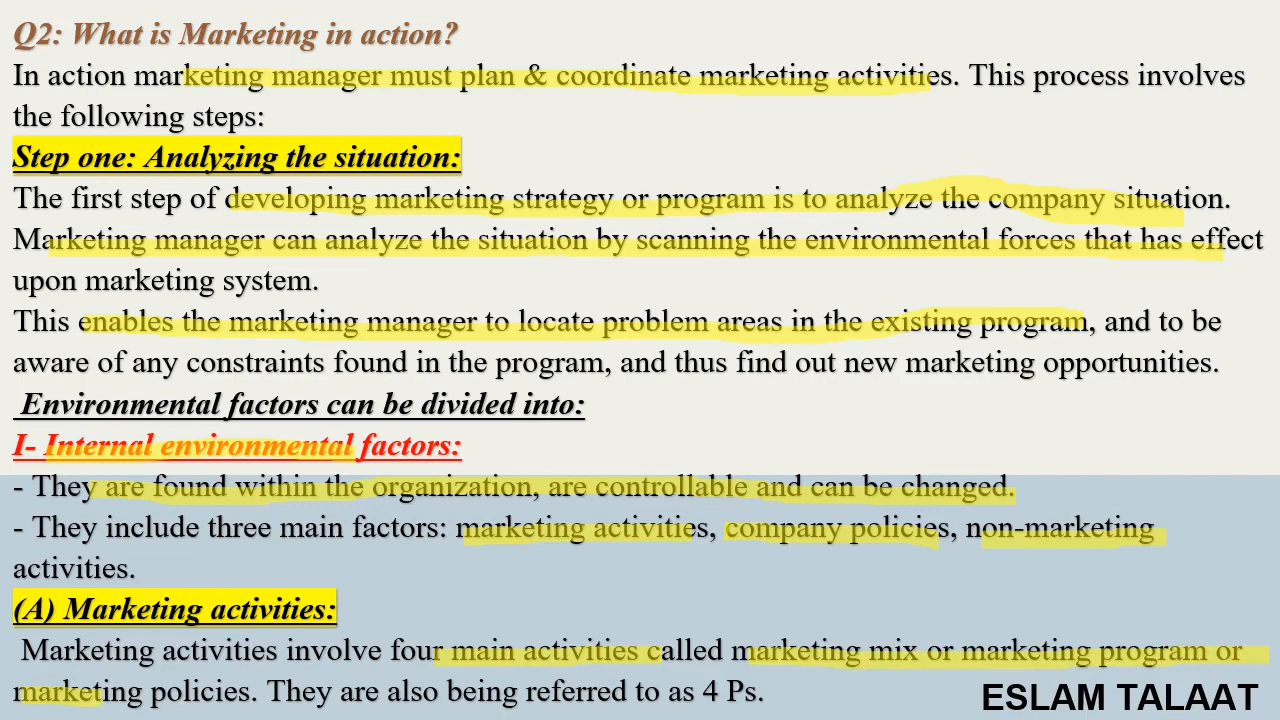 Q2: What is Marketing in action?
In action marketing manager must plan & coordinate marketing activities. This process involves
the following steps:
Step one: Analyzing the situation:
The first step of developing marketing strategy or program is to analyze the company situation.
Marketing manager can analyze the situation by scanning the environmental forces that has effect
upon marketing system.
This enables the marketing manager to locate problem areas in the existing program, and to be
aware of any constraints found in the program, and thus find out new marketing opportunities.
Environmental factors can be divided into:
I- Internal environmental factors:
- They are found within the organization, are controllable and can be changed.
- They include three main factors: marketing activities, company policies, non-marketing
activities.
(A) Marketing activities:
Marketing activities involve four main activities called marketing mix or marketing program or
marketing policies. They are also being referred to as 4 Ps.
ESLAM TALAAT